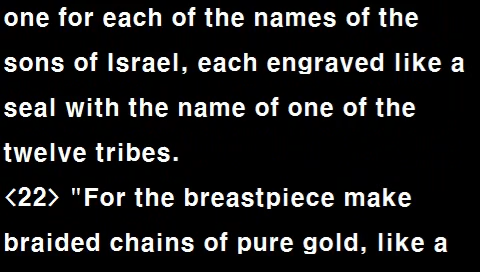 one for each of the names of the
sons of Israel, each engraved like a
seal with the name of one of the
twelve tribes.
<22> "For the breastpiece make
braided chains of pure gold, like a